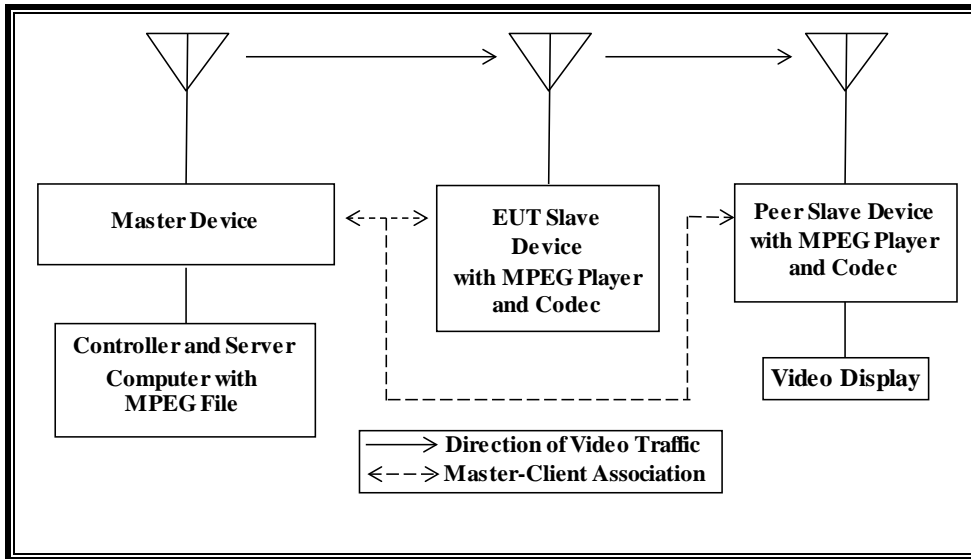 Master Device
EUT Slave
Device
with MPEG Player
and Codec
Peer Slave Device
with MPEG Player
and Codec
Controller and Server
Computer with
MPEG File
Video Display
Direction of Video Traffic
Master-Client Association